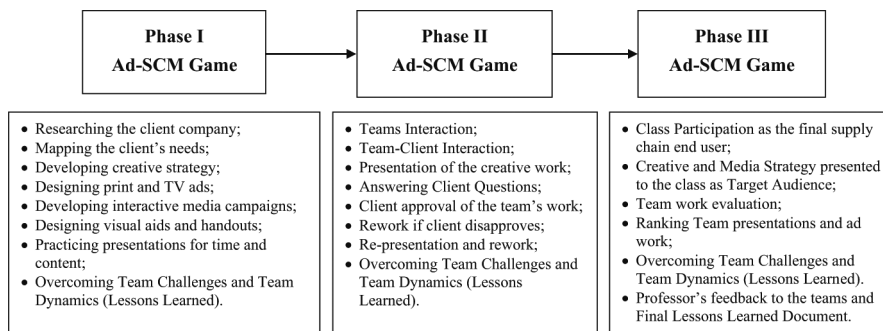 Phase I
Ad-SCM Game
Phase II
Ad-SCM Game
Phase III
Ad-SCM Game
• Researching the client company;
• Mapping the client's needs;
• Developing creative strategy;
• Designing print and TV ads;
• Developing interactive media campaigns;
• Designing visual aids and handouts;
• Practicing presentations for time and
content;
• Overcoming Team Challenges and Team
Dynamics (Lessons Learned).
• Teams Interaction;
• Team-Client Interaction;
• Presentation of the creative work;
• Answering Client Questions;
• Client approval of the team's work;
• Rework if client disapproves;
• Re-presentation and rework;
• Overcoming Team Challenges and
Team Dynamics (Lessons
Learned).
• Class Participation as the final supply
chain end user;
• Creative and Media Strategy presented
to the class as Target Audience;
• Team work evaluation;
• Ranking Team presentations and ad
work;
• Overcoming Team Challenges and
Team Dynamics (Lessons Learned).
• Professor's feedback to the teams and
Final Lessons Learned Document.